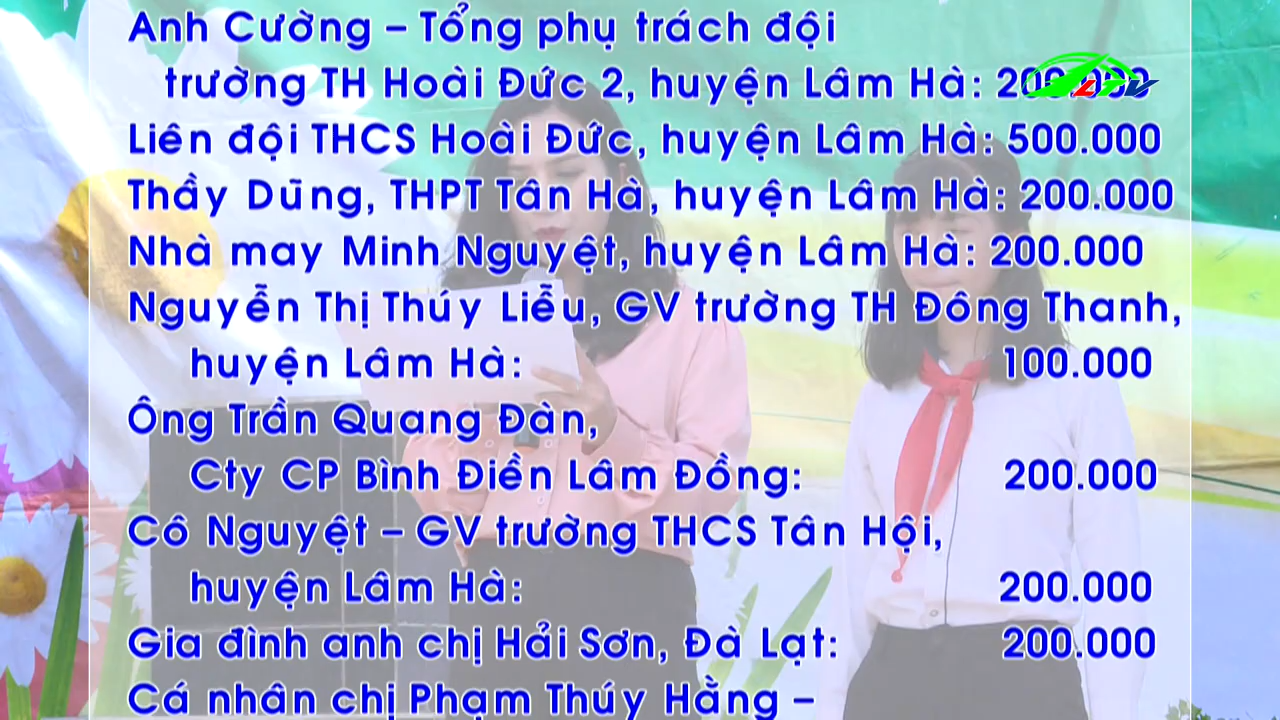 Anh Cường – Tổng phụ trách đội
trường TH Hoài Đức 2, huyện Lâm Hà: 200.000
LTV
Liên đội THCS Hoài Đức, huyện Lâm Hà: 500.000
Thầy Dũng, THPT Tân Hà, huyện Lâm Hà: 200.000
Nhà may Minh Nguyệt, huyện Lâm Hà: 200.000
Nguyễn Thị Thúy Liễu, GV trường TH Đông Thanh,
huyện Lâm Hà: 100.000
Ông Trần Quang Đàn,
Cty CP Bình Điền Lâm Đồng: 200.000
Cô Nguyệt – GV trường THCS Tân Hội,
huyện Lâm Hà: 200.000
Gia đình anh chị Hải Sơn, Đà Lạt: 200.000
Cá nhân chị Phạm Thúy Hằng –